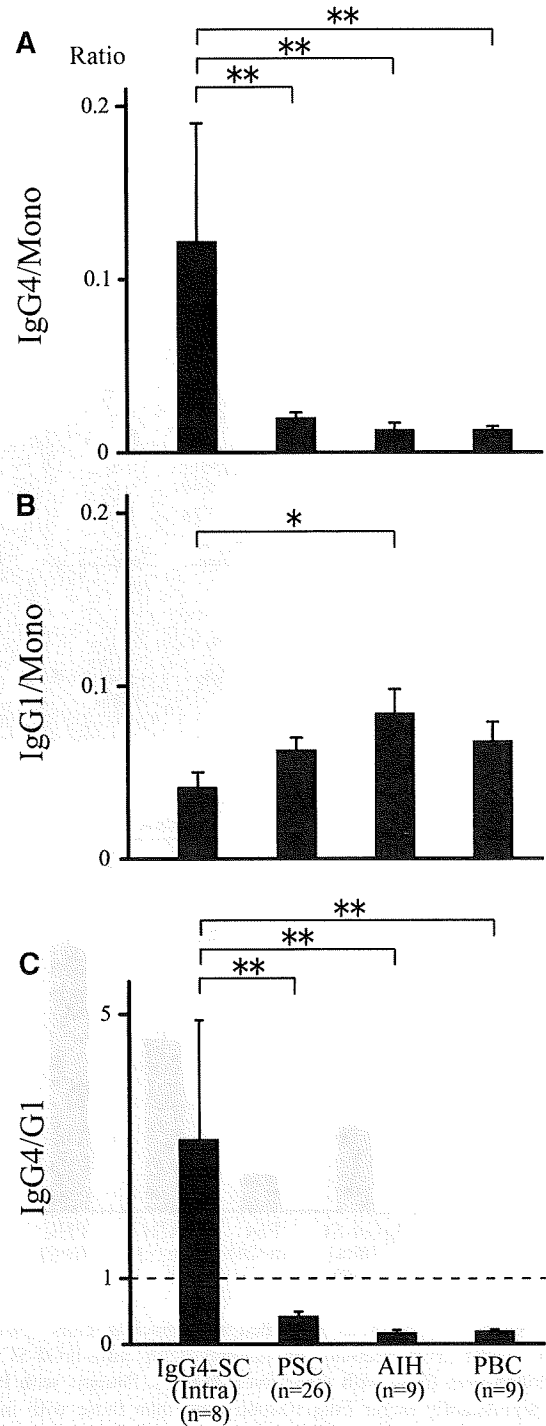 A
Ratio
**
**
**
0.2
0.1
0
IgG4/Mono
B
*
0.2
0.1
0
IgG1/Mono
C
**
**
**
5
1
0
IgG4/G1
IgG4-SC PSC AIH PBC
(Intra) (n=26) (n=9) (n=9)
(n=8)